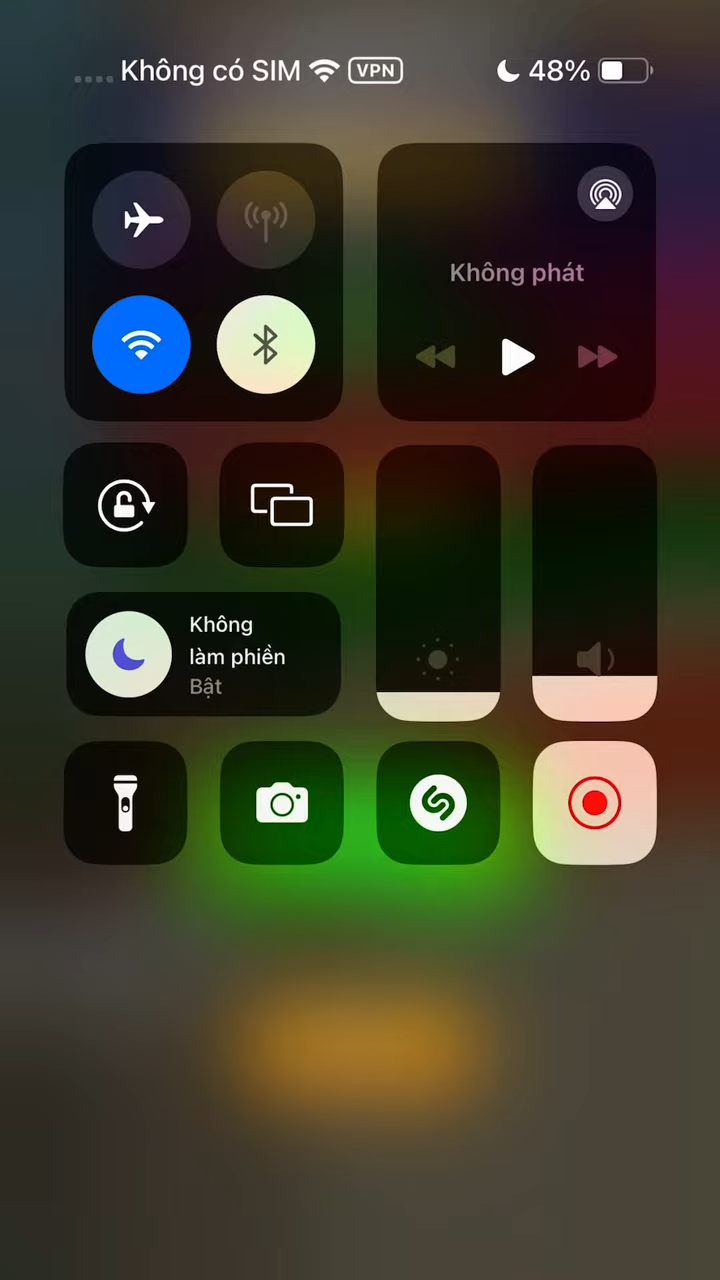 Không có SIM VPN 48%
Không phát
Không
làm phiền
Bật